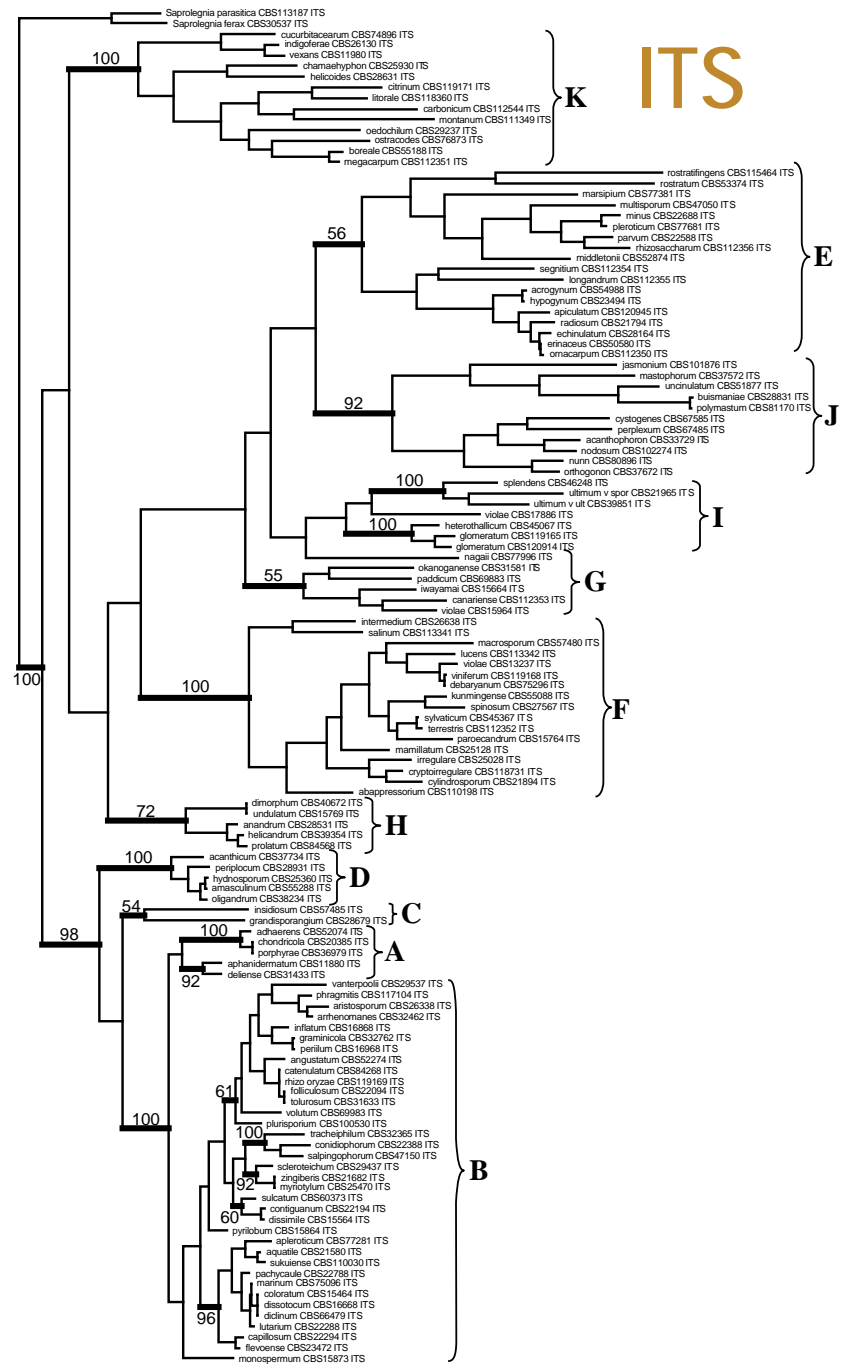 Saprolegnia parasitica CBS113187 ITS
Saprolegnia ferax CBS30537 ITS
cucurbitacearum CBS74896 ITS
indigoferae CBS26130 ITS
vexans CBS11980 ITS
100
chamaehyphon CBS25930 ITS
helicoides CBS28631 ITS
citrinum CBS119171 ITS
litorale CBS118360 ITS
carbonicum CBS112544 ITS
montanum CBS111349 ITS
oedochilum CBS29237 ITS
ostracodes CBS76873 ITS
boreale CBS55188 ITS
megacarpum CBS112351 ITS
K
ITS
rostratifingens CBS115464 ITS
rostratum CBS53374 ITS
marsipium CBS77381 ITS
multisporum CBS47050 ITS
minus CBS22688 ITS
pleroticum CBS77681 ITS
parvum CBS22588 ITS
56
rhizosaccharum CBS112356 ITS
middletonii CBS52874 ITS
E
segnitium CBS112354 ITS
longandrum CBS112355 ITS
acrogynum CBS54988 ITS
hypogynum CBS23494 ITS
apiculatum CBS120945 ITS
radiosum CBS21794 ITS
echinulatum CBS28164 ITS
erinaceus CBS50580 ITS
ornacarpum CBS112350 ITS
jasmonium CBS101876 ITS
mastophorum CBS37572 ITS
uncinulatum CBS51877 ITS
buismaniae CBS28831 ITS
polymastum CBS81170 ITS
92
J
cystogenes CBS67585 ITS
perplexum CBS67485 ITS
acanthophoron CBS33729 ITS
nodosum CBS102274 ITS
nunn CBS80896 ITS
orthogonon CBS37672 ITS
splendens CBS46248 ITS
100
ultimum v spor CBS21965 ITS
ultimum v ult CBS39851 ITS
violae CBS17886 ITS
I
100
heterothallicum CBS45067 ITS
glomeratum CBS119165 ITS
glomeratum CBS120914 ITS
nagaii CBS77996 ITS
okanoganense CBS31581 ITS
paddicum CBS69883 ITS
55
G
iwayamai CBS15664 ITS
canariense CBS112353 ITS
violae CBS15964 ITS
intermedium CBS26638 ITS
salinum CBS113341 ITS
macrosporum CBS57480 ITS
lucens CBS113342 ITS
violae CBS13237 ITS
viniferum CBS119168 ITS
debaryanum CBS75296 ITS
100
100
kunmingense CBS55088 ITS
spinosum CBS27567 ITS
F
sylvaticum CBS45367 ITS
terrestris CBS112352 ITS
paroecandrum CBS15764 ITS
mamillatum CBS25128 ITS
irregulare CBS25028 ITS
cryptoirregulare CBS118731 ITS
cylindrosporum CBS21894 ITS
abappressorium CBS110198 ITS
dimorphum CBS40672 ITS
undulatum CBS15769 ITS
72
anandrum CBS28531 ITS
H
helicandrum CBS39354 ITS
prolatum CBS84568 ITS
acanthicum CBS37734 ITS
100
periplocum CBS28931 ITS
hydnosporum CBS25360 ITS
D
amasculinum CBS55288 ITS
oligandrum CBS38234 ITS
54
insidiosum CBS57485 ITS
C
grandisporangium CBS28679 ITS
98
adhaerens CBS52074 ITS
100
chondricola CBS20385 ITS
porphyrae CBS36979 ITS
A
92
aphanidermatum CBS11880 ITS
deliense CBS31433 ITS
vanterpoolii CBS29537 ITS
phragmitis CBS117104 ITS
aristosporum CBS26338 ITS
arrhenomanes CBS32462 ITS
inflatum CBS16868 ITS
graminicola CBS32762 ITS
periilum CBS16968 ITS
angustatum CBS52274 ITS
catenulatum CBS84268 ITS
rhizo oryzae CBS119169 ITS
folliculosum CBS22094 ITS
61
tolurosum CBS31633 ITS
volutum CBS69983 ITS
100
plurisporium CBS100530 ITS
100
tracheiphilum CBS32365 ITS
conidiophorum CBS22388 ITS
salpingophorum CBS47150 ITS
scleroteichum CBS29437 ITS
B
92
zingiberis CBS21682 ITS
myriotylum CBS25470 ITS
sulcatum CBS60373 ITS
60
contiguanum CBS22194 ITS
dissimile CBS15564 ITS
pyrilobum CBS15864 ITS
apleroticum CBS77281 ITS
aquatile CBS21580 ITS
sukuiense CBS110030 ITS
pachycaule CBS22788 ITS
marinum CBS75096 ITS
coloratum CBS15464 ITS
dissotocum CBS16668 ITS
96
diclinum CBS66479 ITS
lutarium CBS22288 ITS
capillosum CBS22294 ITS
flevoense CBS23472 ITS
monospermum CBS15873 ITS